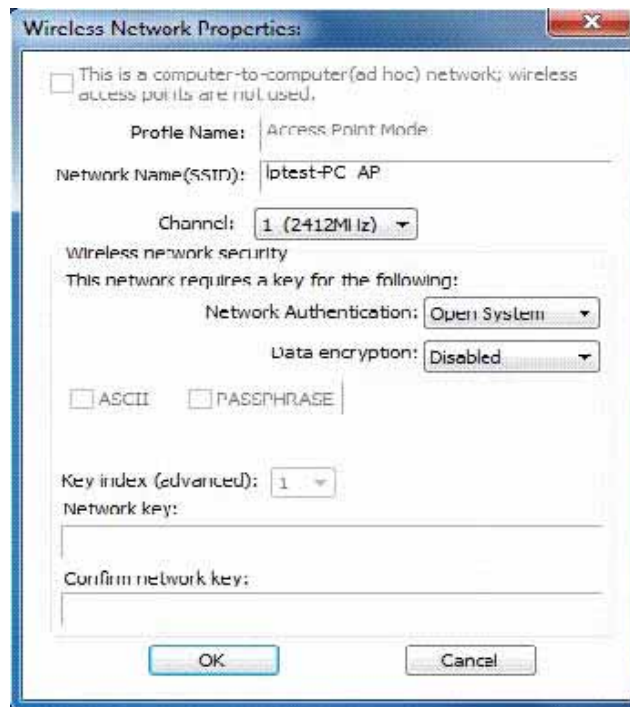 Wireless Network Properties:
This is a computer-to-computer(ad hoc) network; wireless
access points are not used.
Profile Name: Access Point Mode
Network Name(SSID): lptest-PC AP
Channel: 1 (2412MHz)
Wireless network security
This network requires a key for the following:
Network Authentication: Open System
Data encryption: Disabled
ASCII PASSPHRASE
Key index (advanced): 1
Network key:
Confirm network key:
OK Cancel